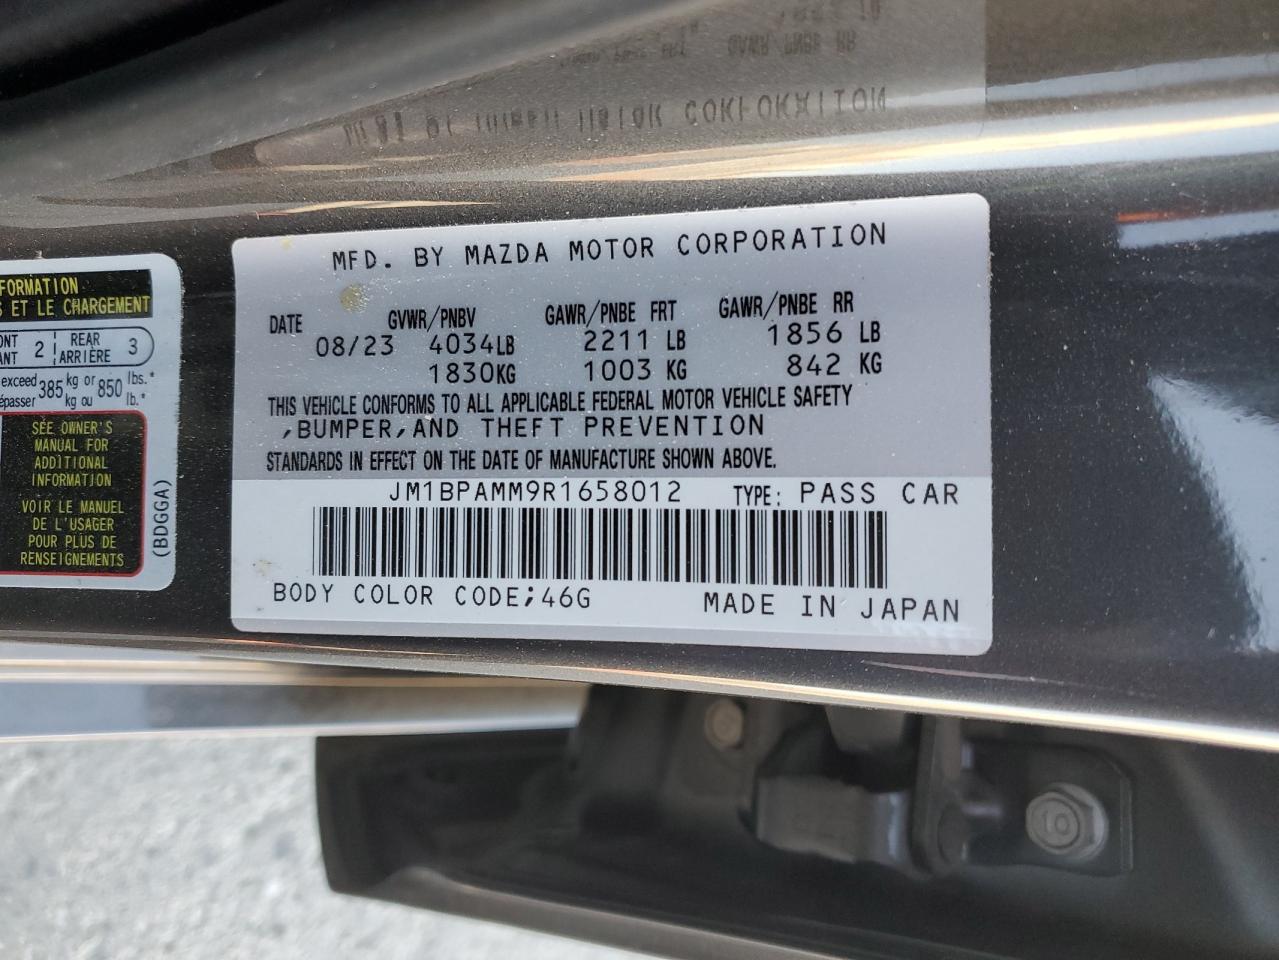 FORMATION
S ET LE CHARGEMENT
ONT 2 REAR 3
ANT ARRIÈRE
exceed 385 kg or 850 lbs.*
épasser kg ou lb.*
SEE OWNER'S
MANUAL FOR
ADDITIONAL
INFORMATION
VOIR LE MANUEL
DE L'USAGER
POUR PLUS DE
RENSEIGNEMENTS
(BDGGA)
MFD. BY MAZDA MOTOR CORPORATION
DATE GVWR/PNBV GAWR/PNBE FRT GAWR/PNBE RR
08/23 4034LB 2211 LB 1856 LB
1830KG 1003 KG 842 KG
THIS VEHICLE CONFORMS TO ALL APPLICABLE FEDERAL MOTOR VEHICLE SAFETY
,BUMPER,AND THEFT PREVENTION
STANDARDS IN EFFECT ON THE DATE OF MANUFACTURE SHOWN ABOVE.
JM1BPAMM9R1658012 TYPE: PASS CAR
BODY COLOR CODE;46G MADE IN JAPAN
10